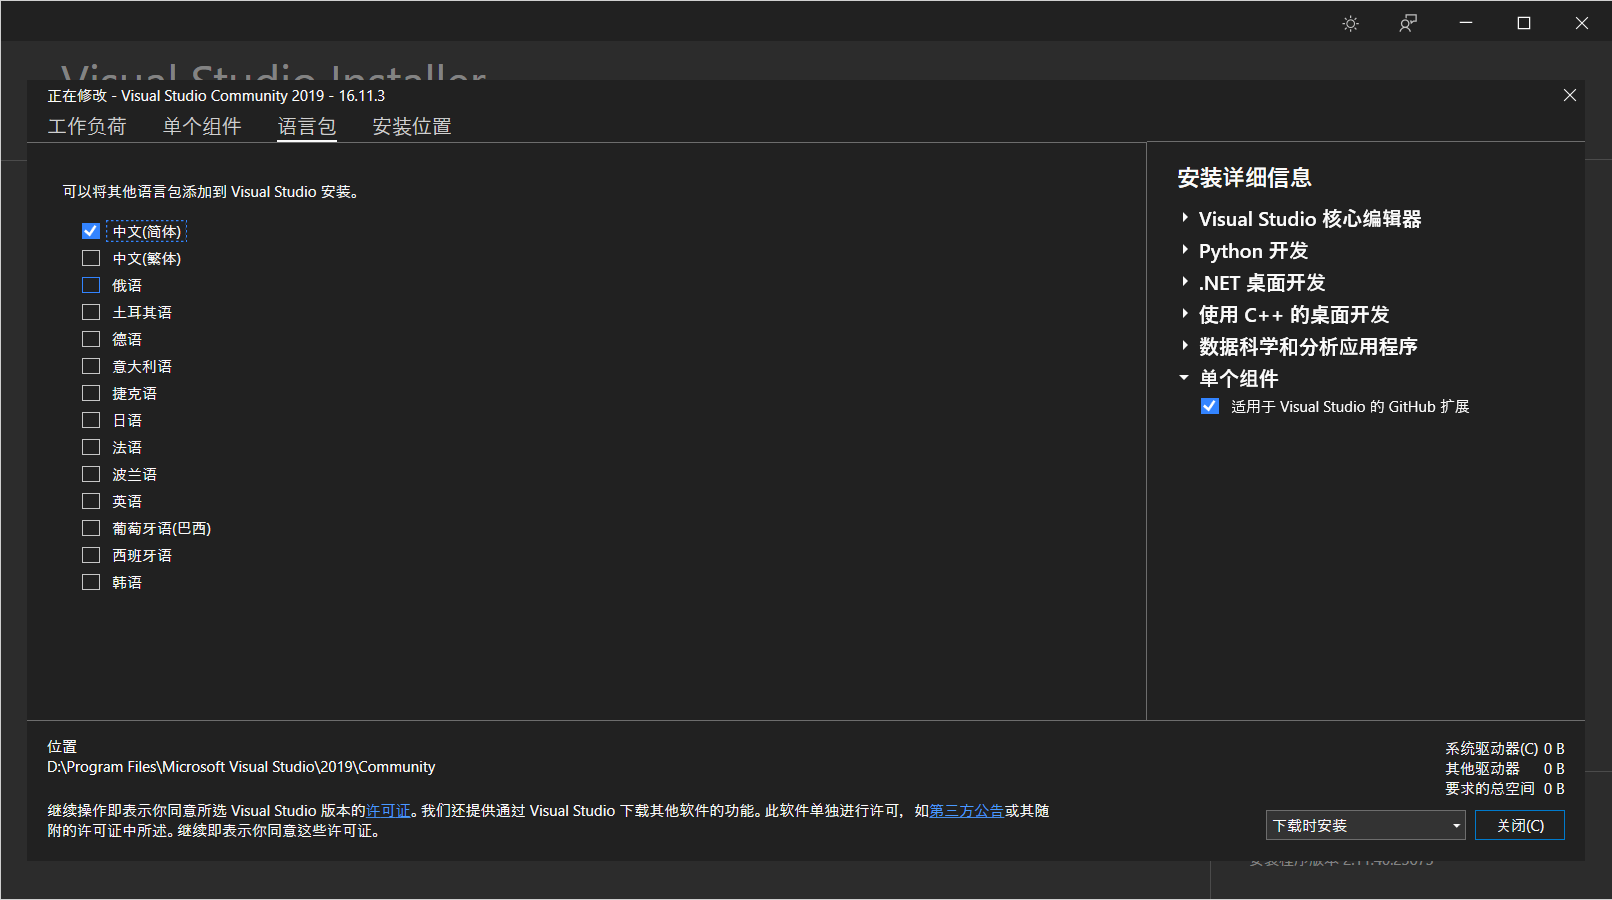 Visual Studio Installer
正在修改 - Visual Studio Community 2019 - 16.11.3
工作负荷 单个组件 语言包 安装位置
可以将其他语言包添加到 Visual Studio 安装。
中文(简体)
中文(繁体)
俄语
土耳其语
德语
意大利语
捷克语
日语
法语
波兰语
英语
葡萄牙语(巴西)
西班牙语
韩语
安装详细信息
Visual Studio 核心编辑器
Python 开发
.NET 桌面开发
使用 C++ 的桌面开发
数据科学和分析应用程序
单个组件
适用于 Visual Studio 的 GitHub 扩展
位置
D:\Program Files\Microsoft Visual Studio\2019\Community
继续操作即表示你同意所选 Visual Studio 版本的许可证。我们还提供通过 Visual Studio 下载其他软件的功能。此软件单独进行许可，如第三方公告或其随
附的许可证中所述。继续即表示你同意这些许可证。
系统驱动器(C) 0 B
其他驱动器 0 B
要求的总空间 0 B
下载时安装
关闭(C)
安装程序版本